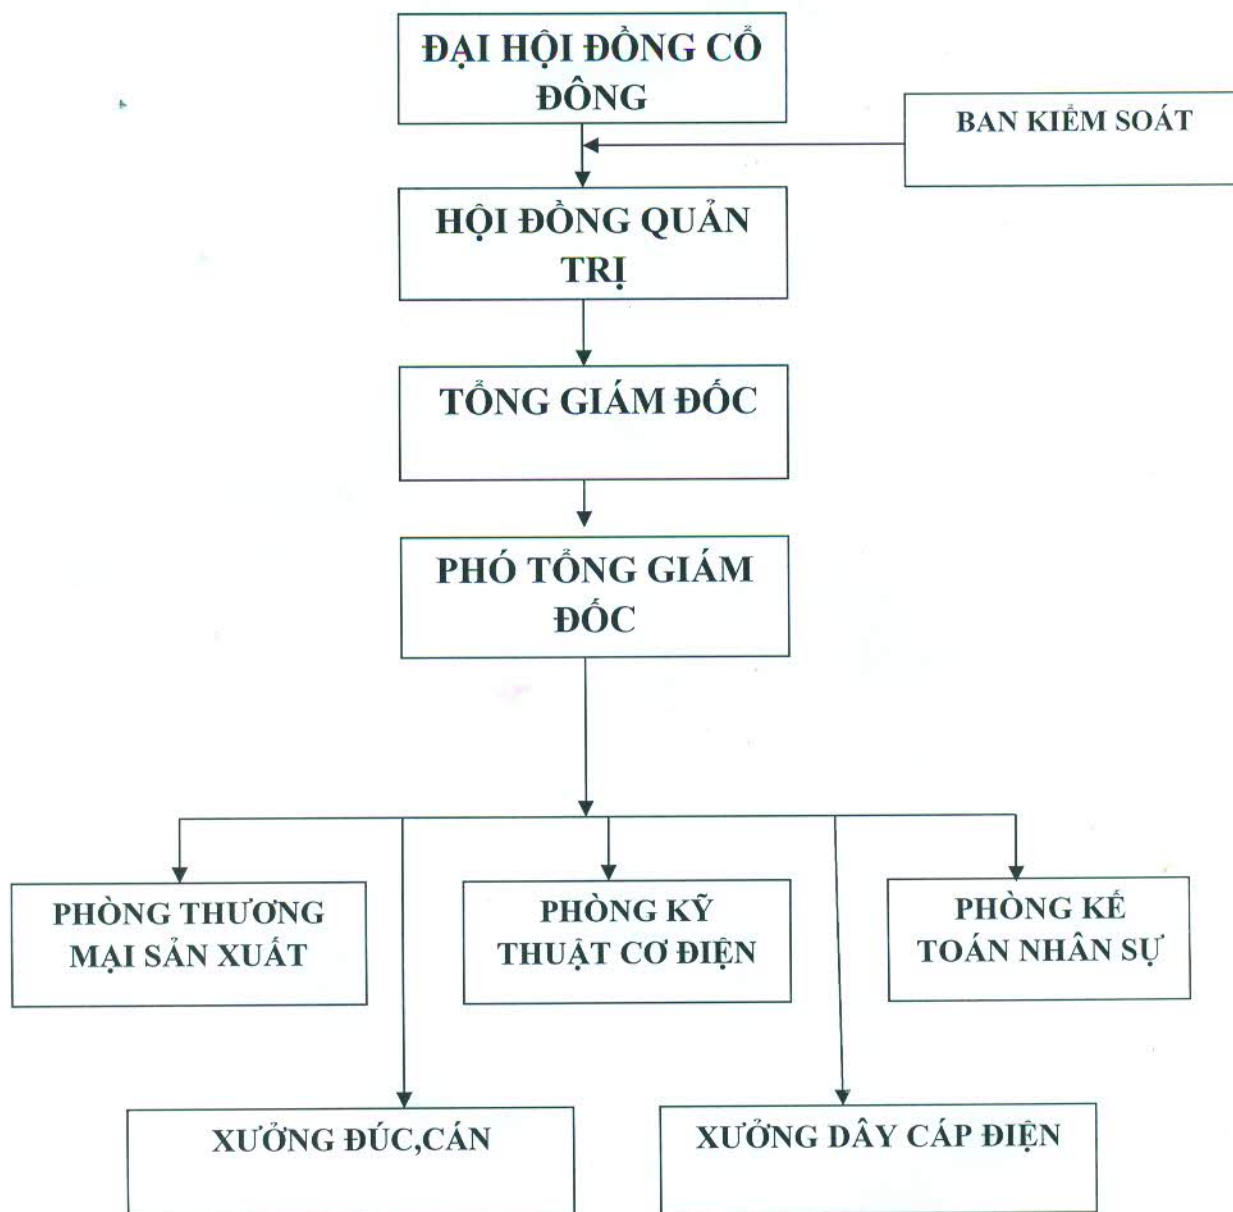 ĐẠI HỘI ĐỒNG CỔ
ĐÔNG
BAN KIỂM SOÁT
HỘI ĐỒNG QUẢN
TRỊ
TỔNG GIÁM ĐỐC
PHÓ TỔNG GIÁM
ĐỐC
PHÒNG THƯƠNG
MẠI SẢN XUẤT
PHÒNG KỸ
THUẬT CƠ ĐIỆN
PHÒNG KẾ
TOÁN NHÂN SỰ
XƯỞNG ĐÚC,CÁN
XƯỞNG DÂY CÁP ĐIỆN